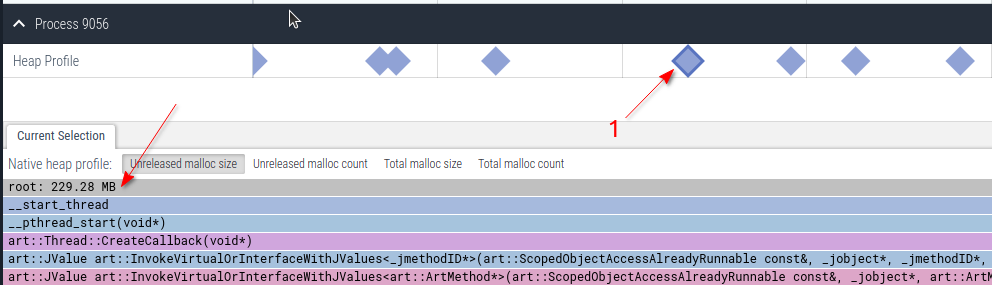 Process 9056
Heap Profile
1
Current Selection
Native heap profile: Unreleased malloc size Unreleased malloc count Total malloc size Total malloc count
root: 229.28 MB
__start_thread
__pthread_start(void*)
art::Thread::CreateCallback(void*)
art::JValue art::InvokeVirtualOrInterfaceWithJValues<_jmethodID*>(art::ScopedObjectAccessAlreadyRunnable const&, _jobject*, _jmethodID*,
art::JValue art::InvokeVirtualOrInterfaceWithJValues<art::ArtMethod*>(art::ScopedObjectAccessAlreadyRunnable const&, _jobject*, art::ArtM